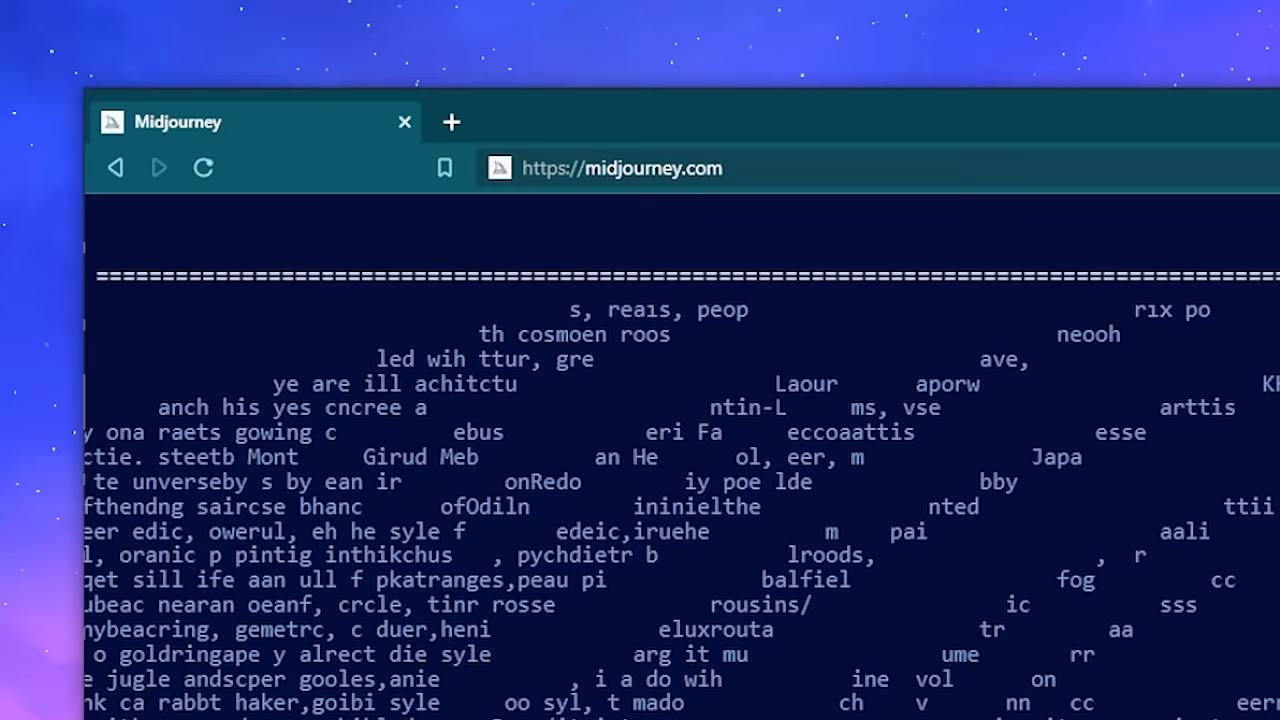 Midjourney
https://midjourney.com
==============================================================================================
s, reaıs, peop rıx po
th cosmoen roos neooh
led wih ttur, gre ave,
ye are ill achitctu Laour aporw
anch his yes cncree a ntin-L ms, vse arttis
y ona raets gowing c ebus eri Fa eccoaattis esse
ctie. steetb Mont Girud Meb an He ol, eer, m Japa
te unverseby s by ean ir onRedo iy poe lde bby
fthendng saircse bhanc ofOdiln ininielthe nted ttii
eer edic, owerul, eh he syle f edeic,iruehe m pai aali
l, oranic p pintig inthikchus , pychdietr b lroods, , r
qet sill ife aan ull f pkatranges,peau pi balfiel fog cc
ubeac nearan oeanf, crcle, tinr rosse rousins/ ic sss
nybeacring, gemetrc, c duer,heni eluxrouta tr aa
o goldringape y alrect die syle arg it mu ume rr
e jugle andscper gooles,anie , i a do wih ine vol on
nk ca rabbt haker,goibi syle oo syl, t mado ch v nn cc eer